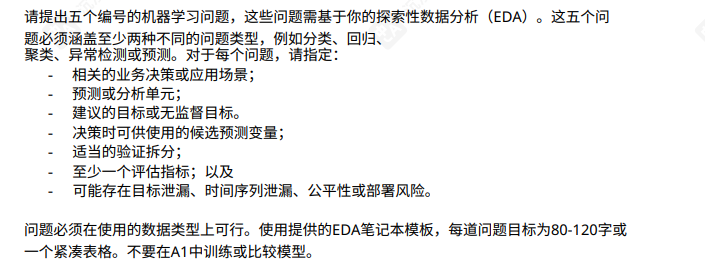 请提出五个编号的机器学习问题，这些问题需基于你的探索性数据分析（EDA）。这五个问
题必须涵盖至少两种不同的问题类型，例如分类、回归、
聚类、异常检测或预测。对于每个问题，请指定：
- 相关的业务决策或应用场景；
- 预测或分析单元；
- 建议的目标或无监督目标。
- 决策时可供使用的候选预测变量；
- 适当的验证拆分；
- 至少一个评估指标；以及
- 可能存在目标泄漏、时间序列泄漏、公平性或部署风险。
问题必须在使用的数据类型上可行。使用提供的EDA笔记本模板，每道问题目标为80-120字或
一个紧凑表格。不要在A1中训练或比较模型。